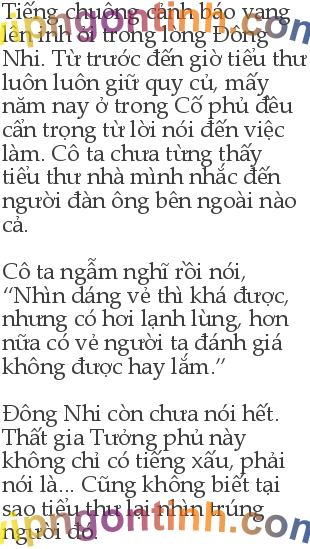 Tiếng chuông cảnh báo vang
lên inh ỏi trong lòng Đông
Nhi. Từ trước đến giờ tiểu thư
luôn luôn giữ quy củ, mấy
năm nay ở trong Cố phủ đều
cẩn trọng từ lời nói đến việc
làm. Cô ta chưa từng thấy
tiểu thư nhà mình nhắc đến
người đàn ông bên ngoài nào
cả.
Cô ta ngẫm nghĩ rồi nói,
“Nhìn dáng vẻ thì khá được,
nhưng có hơi lạnh lùng, hơn
nữa có vẻ người ta đánh giá
không được hay lắm.”
Đông Nhi còn chưa nói hết.
Thất gia Tưởng phủ này
không chỉ có tiếng xấu, phải
nói là... Cũng không biết tại
sao tiểu thư lại nhìn trúng
người đó.
vipngontinh.com
vipngontinh.com